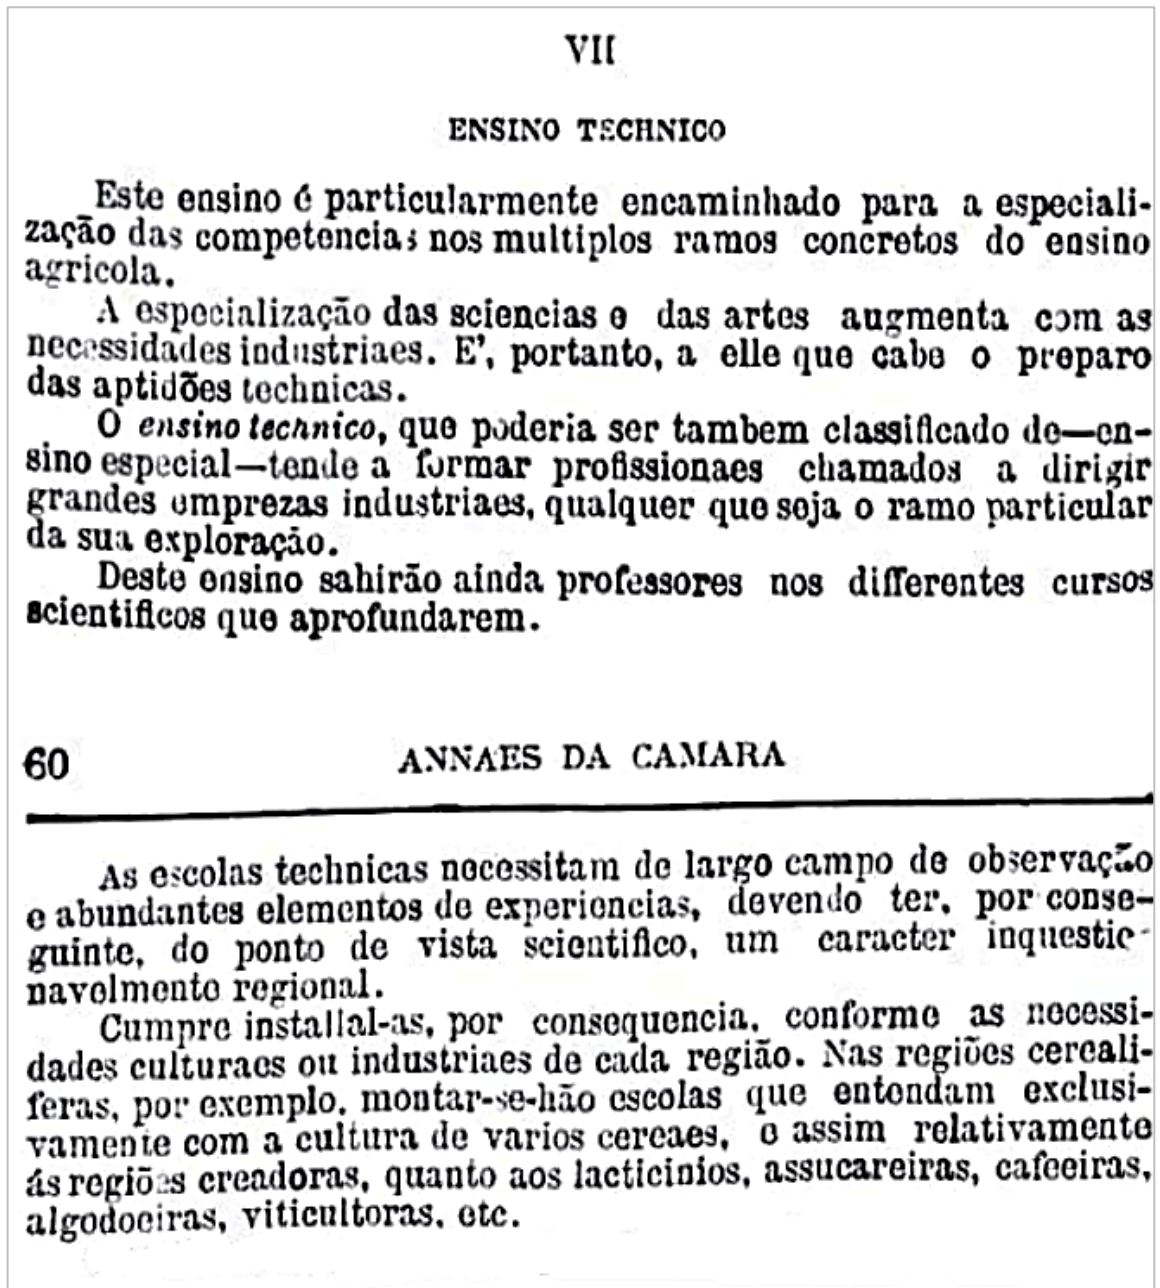 VII
ENSINO TECHNICO
Este ensino é particularmente encaminhado para a especiali-
zação das competencias nos multiplos ramos concretos do ensino
agricola.
A especialização das sciencias e das artes augmenta com as
necessidades industriaes. E', portanto, a elle que cabe o preparo
das aptidões technicas.
O ensino technico, que poderia ser tambem classificado de—en-
sino especial—tende a formar profissionaes chamados a dirigir
grandes emprezas industriaes, qualquer que seja o ramo particular
da sua exploração.
Deste ensino sahirão ainda professores nos differentes cursos
scientificos que aprofundarem.
60 ANNAES DA CAMARA
As escolas technicas necessitam de largo campo de observação
e abundantes elementos de experiencias, devendo ter, por conse-
guinte, do ponto de vista scientifico, um caracter inquestio-
navelmente regional.
Cumpre installal-as, por consequencia, conforme as necessi-
dades culturaes ou industriaes de cada região. Nas regiões cereali-
feras, por exemplo, montar-se-hão escolas que entendam exclusi-
vamente com a cultura de varios cereaes, e assim relativamente
ás regiões creadoras, quanto aos lacticinios, assucareiras, cafeeiras,
algodoeiras, viticultoras, etc.